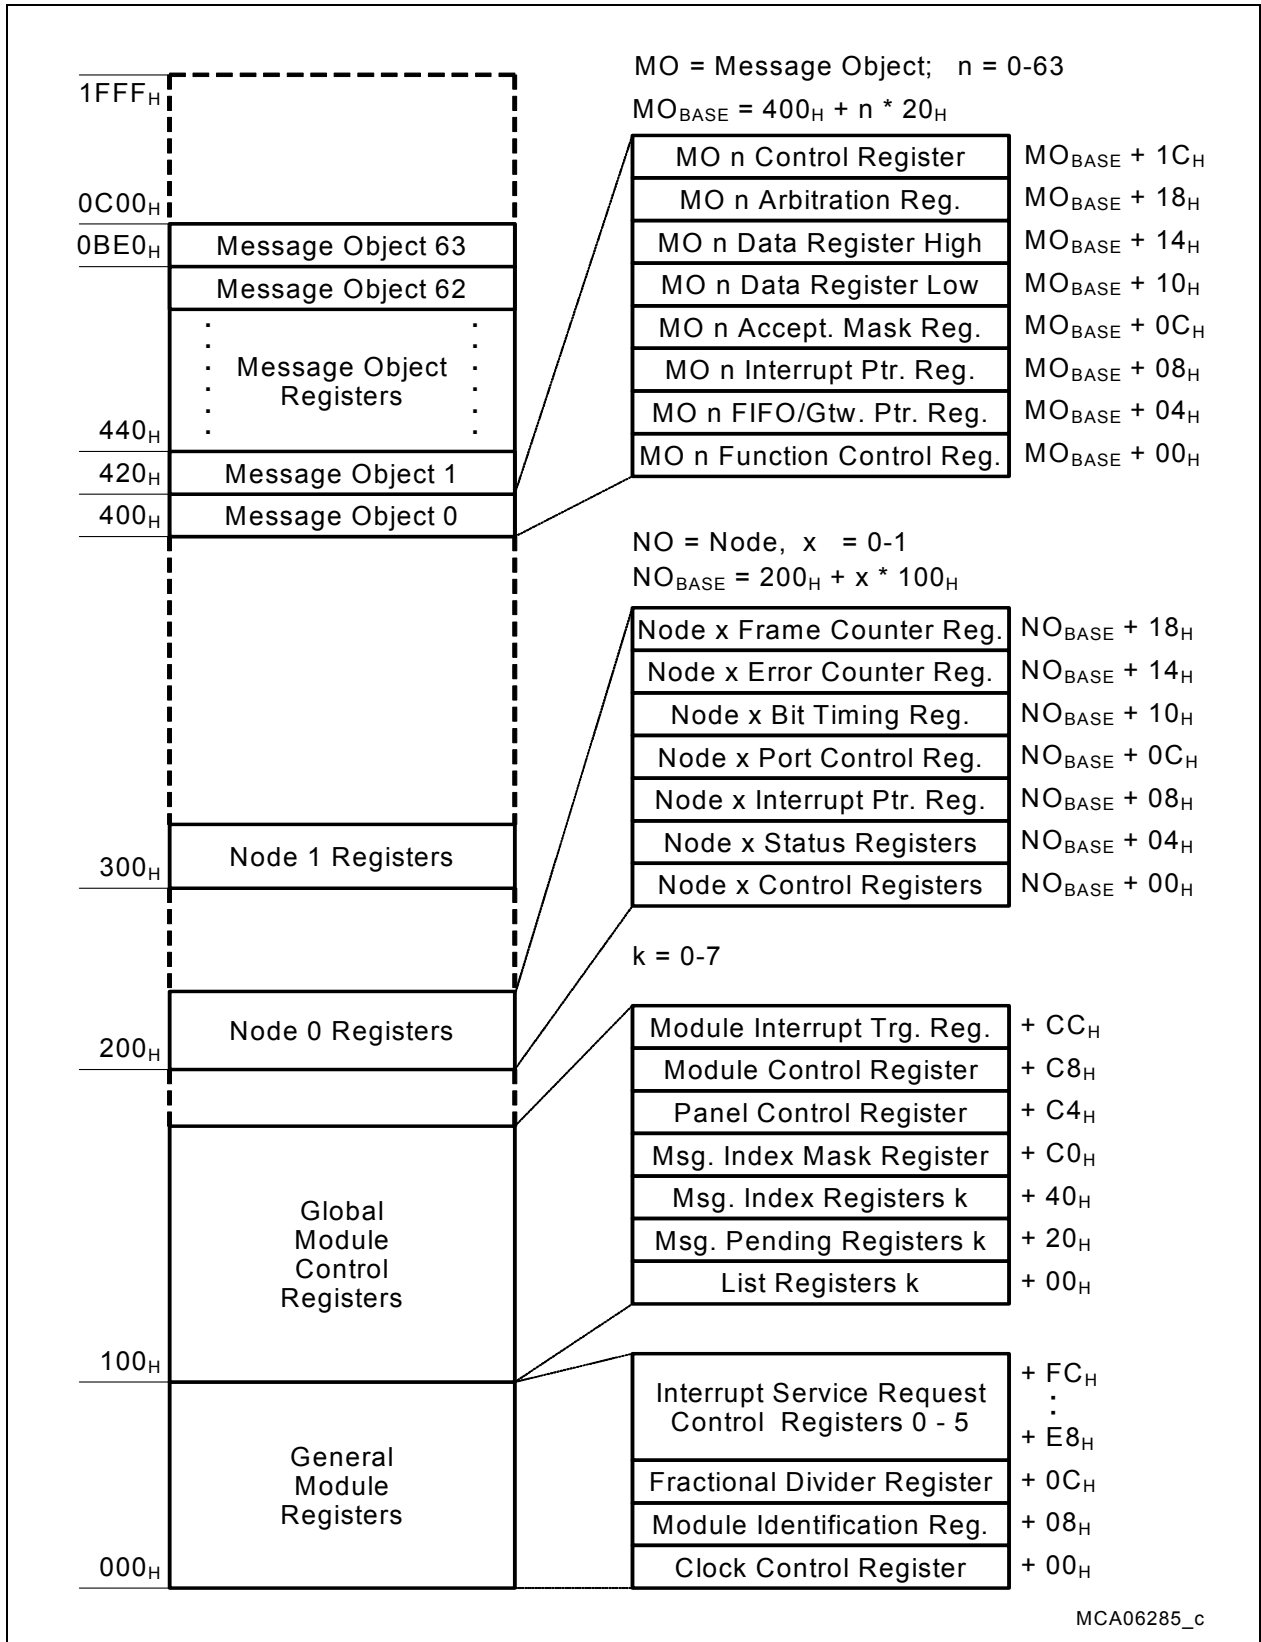 1FFFH
0C00H
0BE0H
Message Object 63
Message Object 62
Message Object
Registers
440H
Message Object 1
420H
Message Object 0
400H
Node 1 Registers
300H
Node 0 Registers
200H
Global
Module
Control
Registers
100H
General
Module
Registers
000H
MO = Message Object; n = 0-63
MOBASE = 400H + n * 20H
MO n Control Register MOBASE + 1CH
MO n Arbitration Reg. MOBASE + 18H
MO n Data Register High MOBASE + 14H
MO n Data Register Low MOBASE + 10H
MO n Accept. Mask Reg. MOBASE + 0CH
MO n Interrupt Ptr. Reg. MOBASE + 08H
MO n FIFO/Gtw. Ptr. Reg. MOBASE + 04H
MO n Function Control Reg. MOBASE + 00H
NO = Node, x = 0-1
NOBASE = 200H + x * 100H
Node x Frame Counter Reg. NOBASE + 18H
Node x Error Counter Reg. NOBASE + 14H
Node x Bit Timing Reg. NOBASE + 10H
Node x Port Control Reg. NOBASE + 0CH
Node x Interrupt Ptr. Reg. NOBASE + 08H
Node x Status Registers NOBASE + 04H
Node x Control Registers NOBASE + 00H
k = 0-7
Module Interrupt Trg. Reg. + CCH
Module Control Register + C8H
Panel Control Register + C4H
Msg. Index Mask Register + C0H
Msg. Index Registers k + 40H
Msg. Pending Registers k + 20H
List Registers k + 00H
+ FCH
Interrupt Service Request
Control Registers 0 - 5
+ E8H
Fractional Divider Register + 0CH
Module Identification Reg. + 08H
Clock Control Register + 00H
MCA06285_c